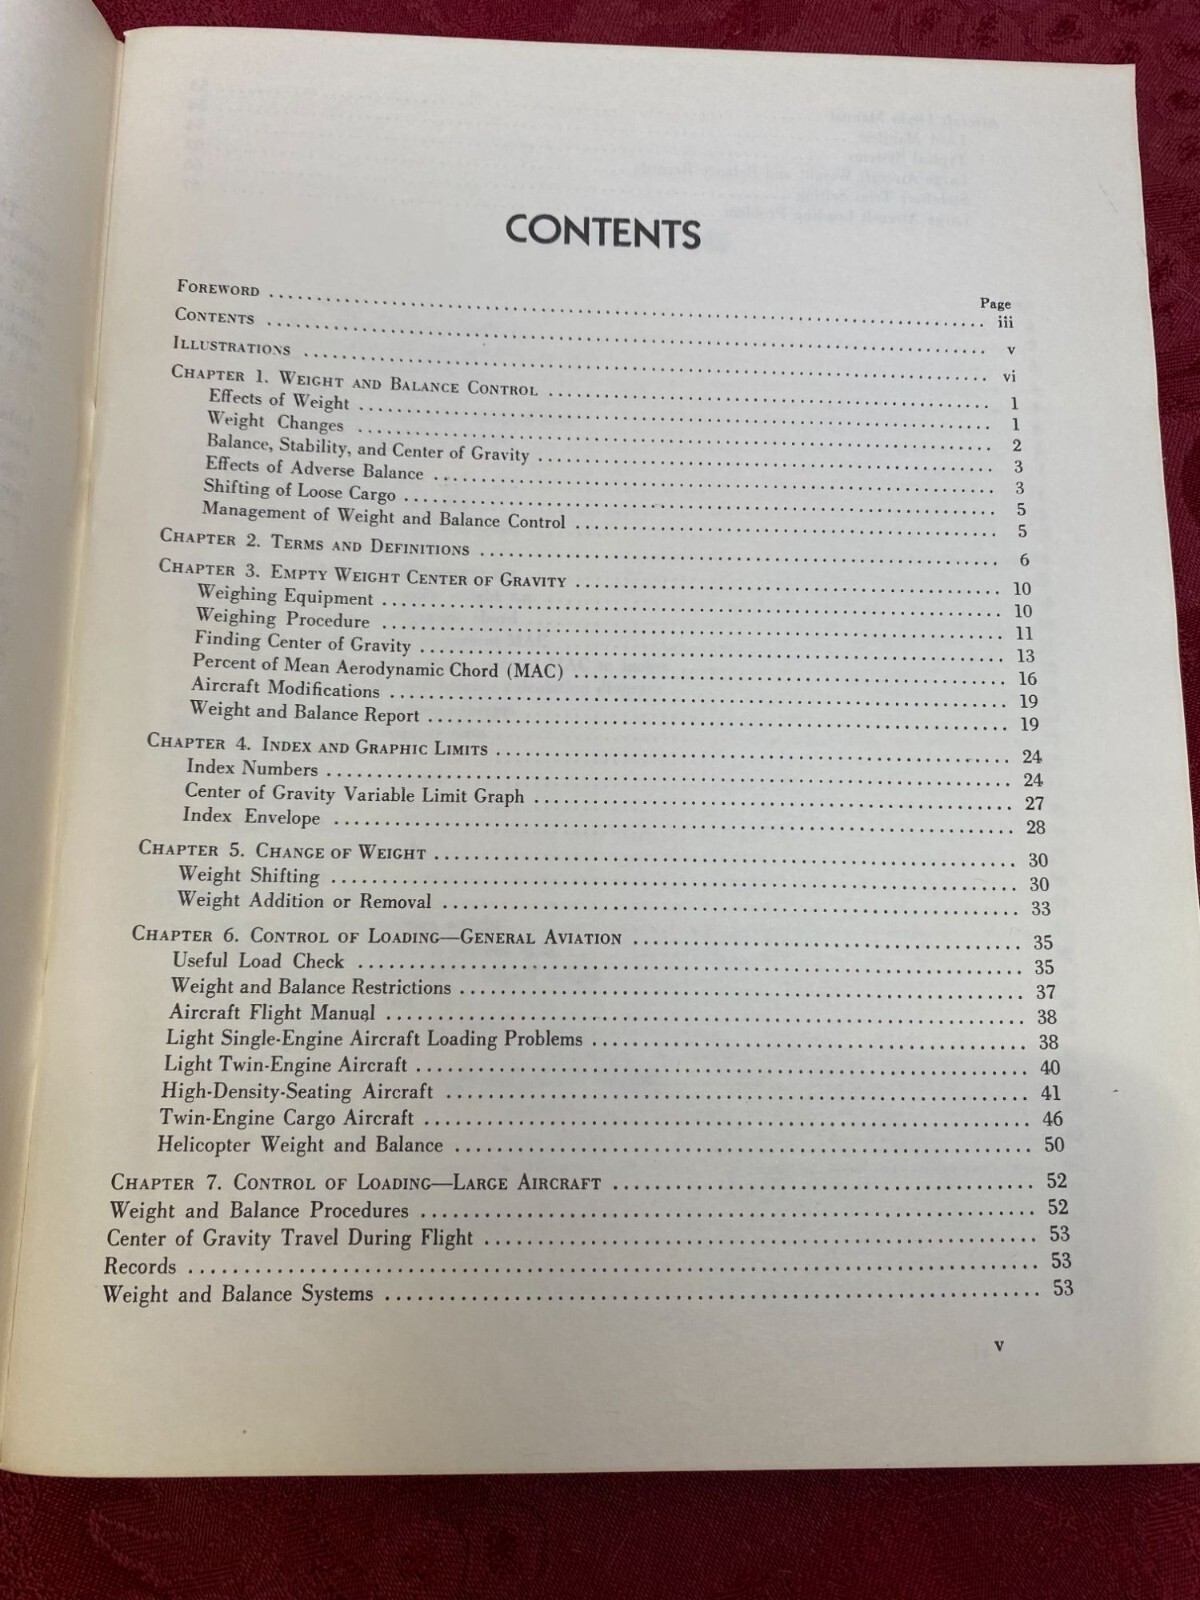 CONTENTS
Page
FOREWORD ........ iii
CONTENTS ........ v
ILLUSTRATIONS ........ vi
CHAPTER 1. WEIGHT AND BALANCE CONTROL ........ 1
Effects of Weight ........ 1
Weight Changes ........ 2
Balance, Stability, and Center of Gravity ........ 3
Effects of Adverse Balance ........ 3
Shifting of Loose Cargo ........ 5
Management of Weight and Balance Control ........ 5
CHAPTER 2. TERMS AND DEFINITIONS ........ 6
CHAPTER 3. EMPTY WEIGHT CENTER OF GRAVITY ........ 10
Weighing Equipment ........ 10
Weighing Procedure ........ 11
Finding Center of Gravity ........ 13
Percent of Mean Aerodynamic Chord (MAC) ........ 16
Aircraft Modifications ........ 19
Weight and Balance Report ........ 19
CHAPTER 4. INDEX AND GRAPHIC LIMITS ........ 24
Index Numbers ........ 24
Center of Gravity Variable Limit Graph ........ 27
Index Envelope ........ 28
CHAPTER 5. CHANGE OF WEIGHT ........ 30
Weight Shifting ........ 30
Weight Addition or Removal ........ 33
CHAPTER 6. CONTROL OF LOADING—GENERAL AVIATION ........ 35
Useful Load Check ........ 35
Weight and Balance Restrictions ........ 37
Aircraft Flight Manual ........ 38
Light Single-Engine Aircraft Loading Problems ........ 38
Light Twin-Engine Aircraft ........ 40
High-Density-Seating Aircraft ........ 41
Twin-Engine Cargo Aircraft ........ 46
Helicopter Weight and Balance ........ 50
CHAPTER 7. CONTROL OF LOADING—LARGE AIRCRAFT ........ 52
Weight and Balance Procedures ........ 52
Center of Gravity Travel During Flight ........ 53
Records ........ 53
Weight and Balance Systems ........ 53
v